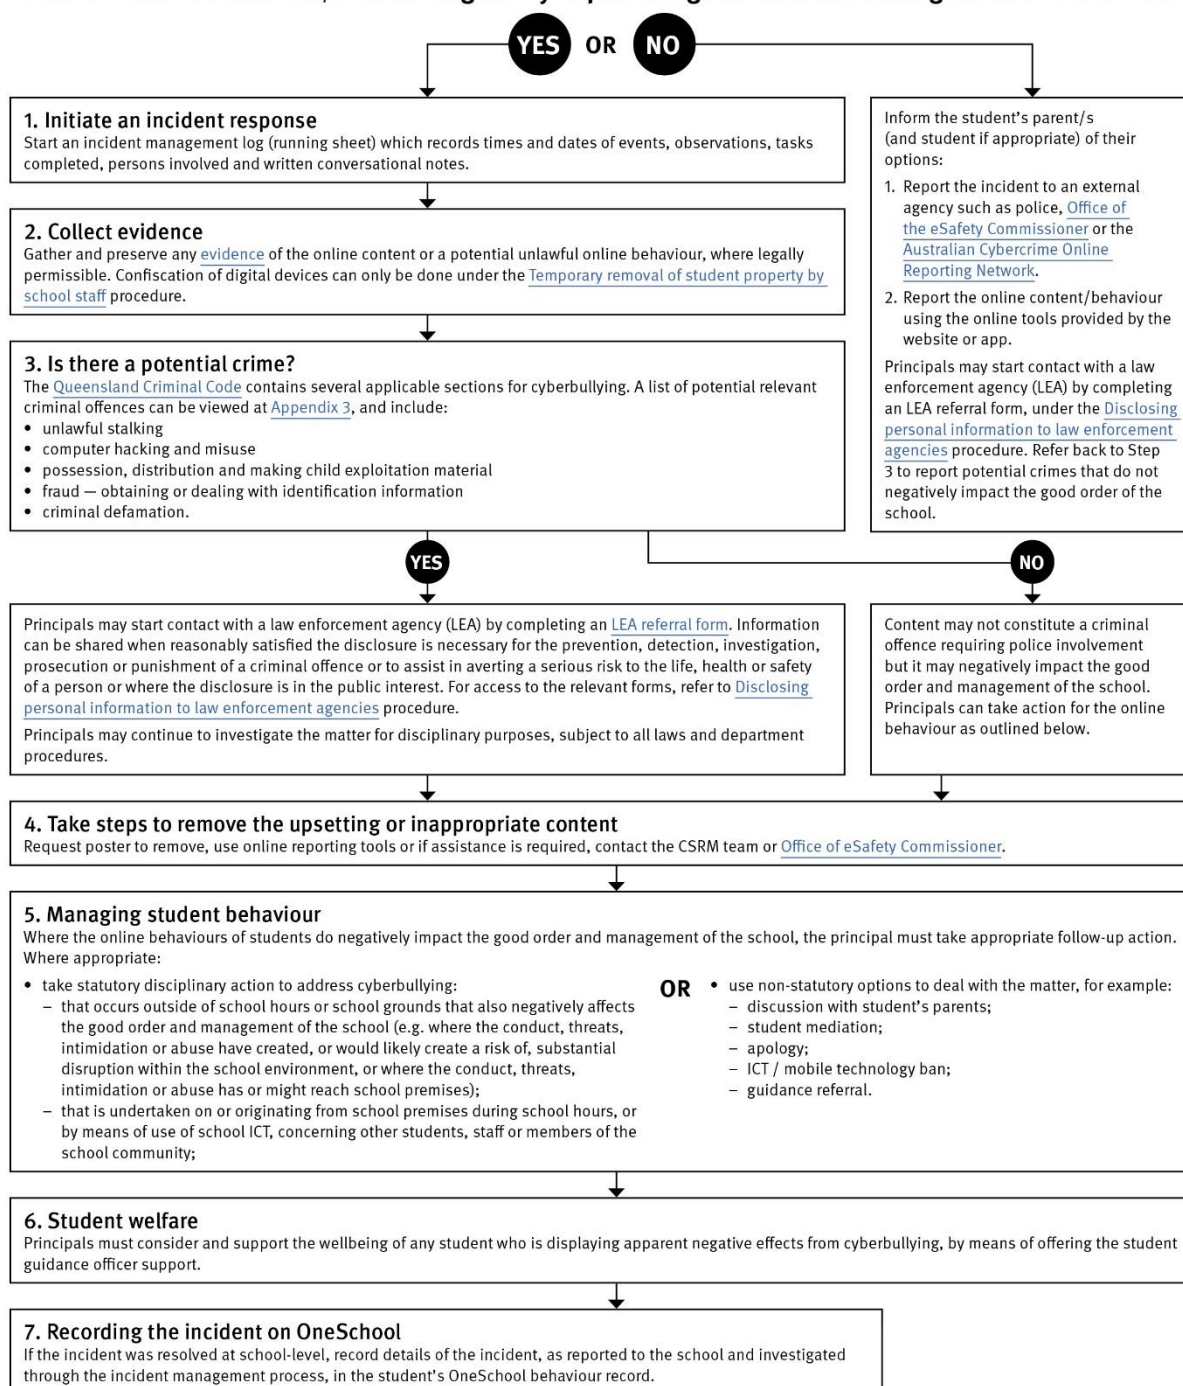 YES OR NO
1. Initiate an incident response
Start an incident management log (running sheet) which records times and dates of events, observations, tasks
completed, persons involved and written conversational notes.
2. Collect evidence
Gather and preserve any evidence of the online content or a potential unlawful online behaviour, where legally
permissible. Confiscation of digital devices can only be done under the Temporary removal of student property by
school staff procedure.
3. Is there a potential crime?
The Queensland Criminal Code contains several applicable sections for cyberbullying. A list of potential relevant
criminal offences can be viewed at Appendix 3, and include:
• unlawful stalking
• computer hacking and misuse
• possession, distribution and making child exploitation material
• fraud — obtaining or dealing with identification information
• criminal defamation.
Inform the student's parent/s
(and student if appropriate) of their
options:
1. Report the incident to an external
agency such as police, Office of
the eSafety Commissioner or the
Australian Cybercrime Online
Reporting Network.
2. Report the online content/behaviour
using the online tools provided by the
website or app.
Principals may start contact with a law
enforcement agency (LEA) by completing
an LEA referral form, under the Disclosing
personal information to law enforcement
agencies procedure. Refer back to Step
3 to report potential crimes that do not
negatively impact the good order of the
school.
YES
NO
Principals may start contact with a law enforcement agency (LEA) by completing an LEA referral form. Information
can be shared when reasonably satisfied the disclosure is necessary for the prevention, detection, investigation,
prosecution or punishment of a criminal offence or to assist in averting a serious risk to the life, health or safety
of a person or where the disclosure is in the public interest. For access to the relevant forms, refer to Disclosing
personal information to law enforcement agencies procedure.
Principals may continue to investigate the matter for disciplinary purposes, subject to all laws and department
procedures.
Content may not constitute a criminal
offence requiring police involvement
but it may negatively impact the good
order and management of the school.
Principals can take action for the online
behaviour as outlined below.
4. Take steps to remove the upsetting or inappropriate content
Request poster to remove, use online reporting tools or if assistance is required, contact the CSRM team or Office of eSafety Commissioner.
5. Managing student behaviour
Where the online behaviours of students do negatively impact the good order and management of the school, the principal must take appropriate follow-up action.
Where appropriate:
• take statutory disciplinary action to address cyberbullying:
– that occurs outside of school hours or school grounds that also negatively affects
the good order and management of the school (e.g. where the conduct, threats,
intimidation or abuse have created, or would likely create a risk of, substantial
disruption within the school environment, or where the conduct, threats,
intimidation or abuse has or might reach school premises);
– that is undertaken on or originating from school premises during school hours, or
by means of use of school ICT, concerning other students, staff or members of the
school community;
OR
• use non-statutory options to deal with the matter, for example:
– discussion with student's parents;
– student mediation;
– apology;
– ICT / mobile technology ban;
– guidance referral.
6. Student welfare
Principals must consider and support the wellbeing of any student who is displaying apparent negative effects from cyberbullying, by means of offering the student
guidance officer support.
7. Recording the incident on OneSchool
If the incident was resolved at school-level, record details of the incident, as reported to the school and investigated
through the incident management process, in the student's OneSchool behaviour record.